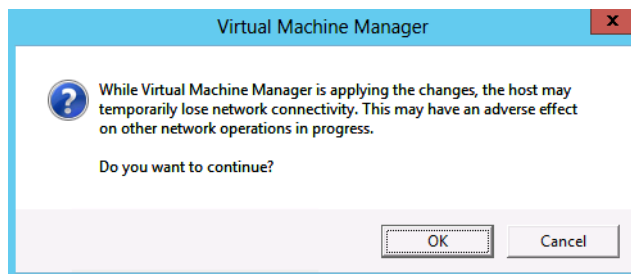 Virtual Machine Manager
x
While Virtual Machine Manager is applying the changes, the host may
temporarily lose network connectivity. This may have an adverse effect
on other network operations in progress.
Do you want to continue?
OK Cancel